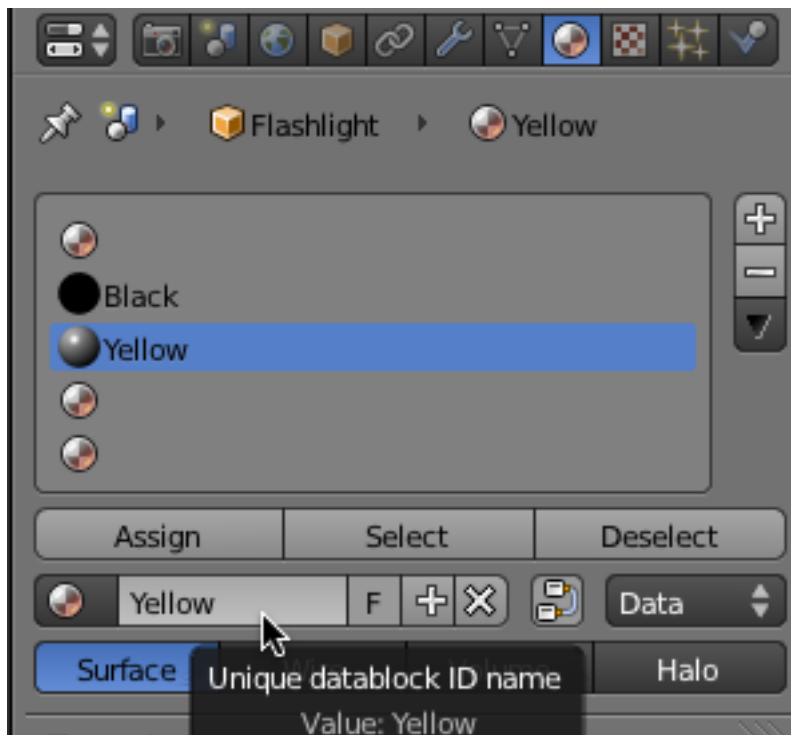 Flashlight Yellow
Black
Yellow
Assign Select Deselect
Yellow F Data
Surface Halo
Unique datablock ID name
Value: Yellow